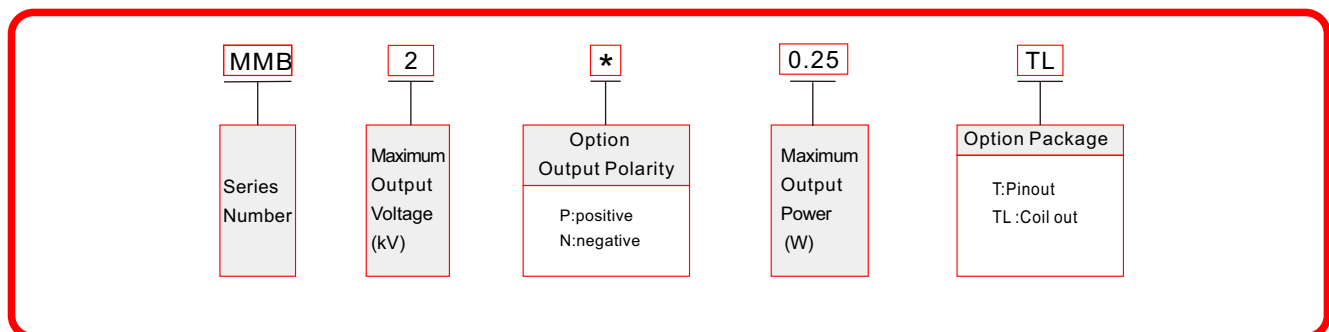 MMB 2 * 0.25 TL
Series
Number
Maximum
Output
Voltage
(kV)
Option
Output Polarity
P:positive
N:negative
Maximum
Output
Power
(W)
Option Package
T:Pinout
TL :Coil out